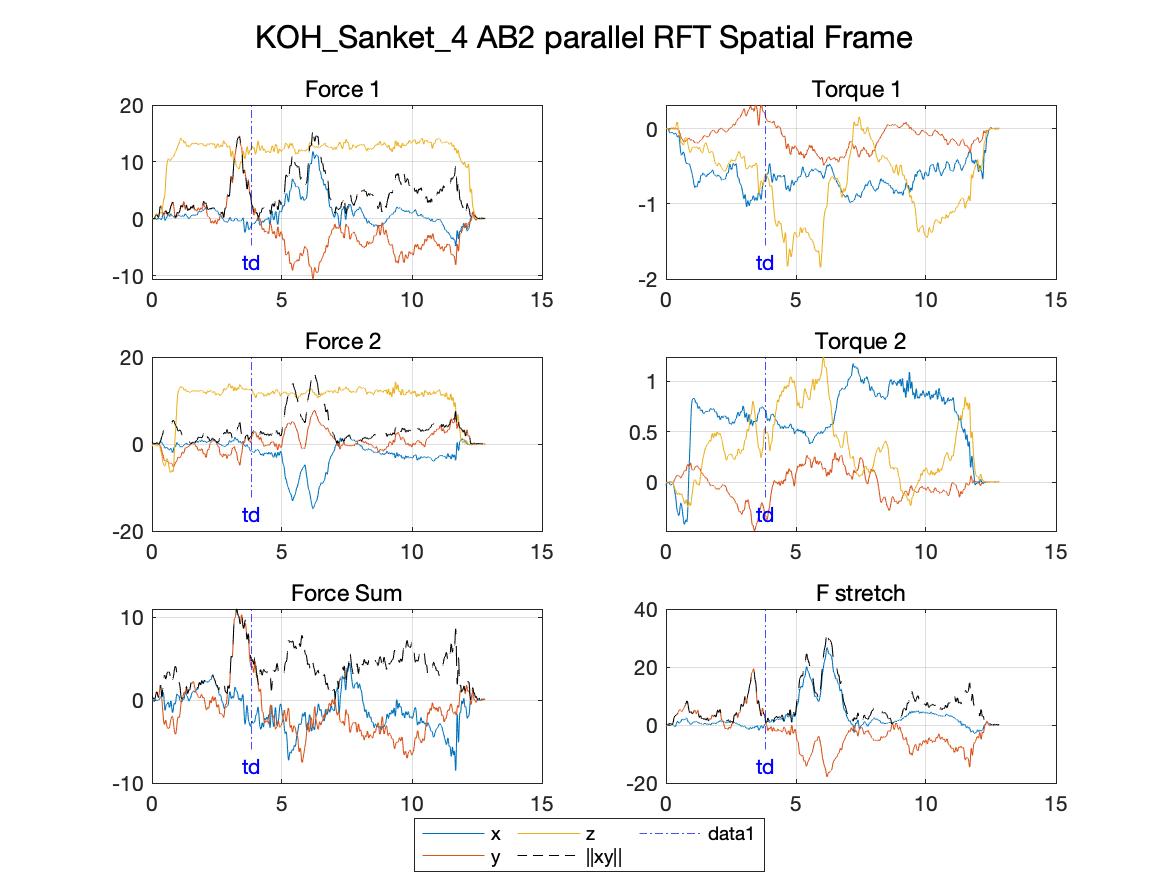 KOH_Sanket_4 AB2 parallel RFT Spatial Frame
Force 1
20
10
0
-10
td
0 5 10 15
Torque 1
0
-1
-2
td
0 5 10 15
Force 2
20
0
-20
td
0 5 10 15
Torque 2
1
0.5
0
td
0 5 10 15
Force Sum
10
0
-10
td
0 5 10 15
F stretch
40
20
0
-20
td
0 5 10 15
x z data1
y ||xy||